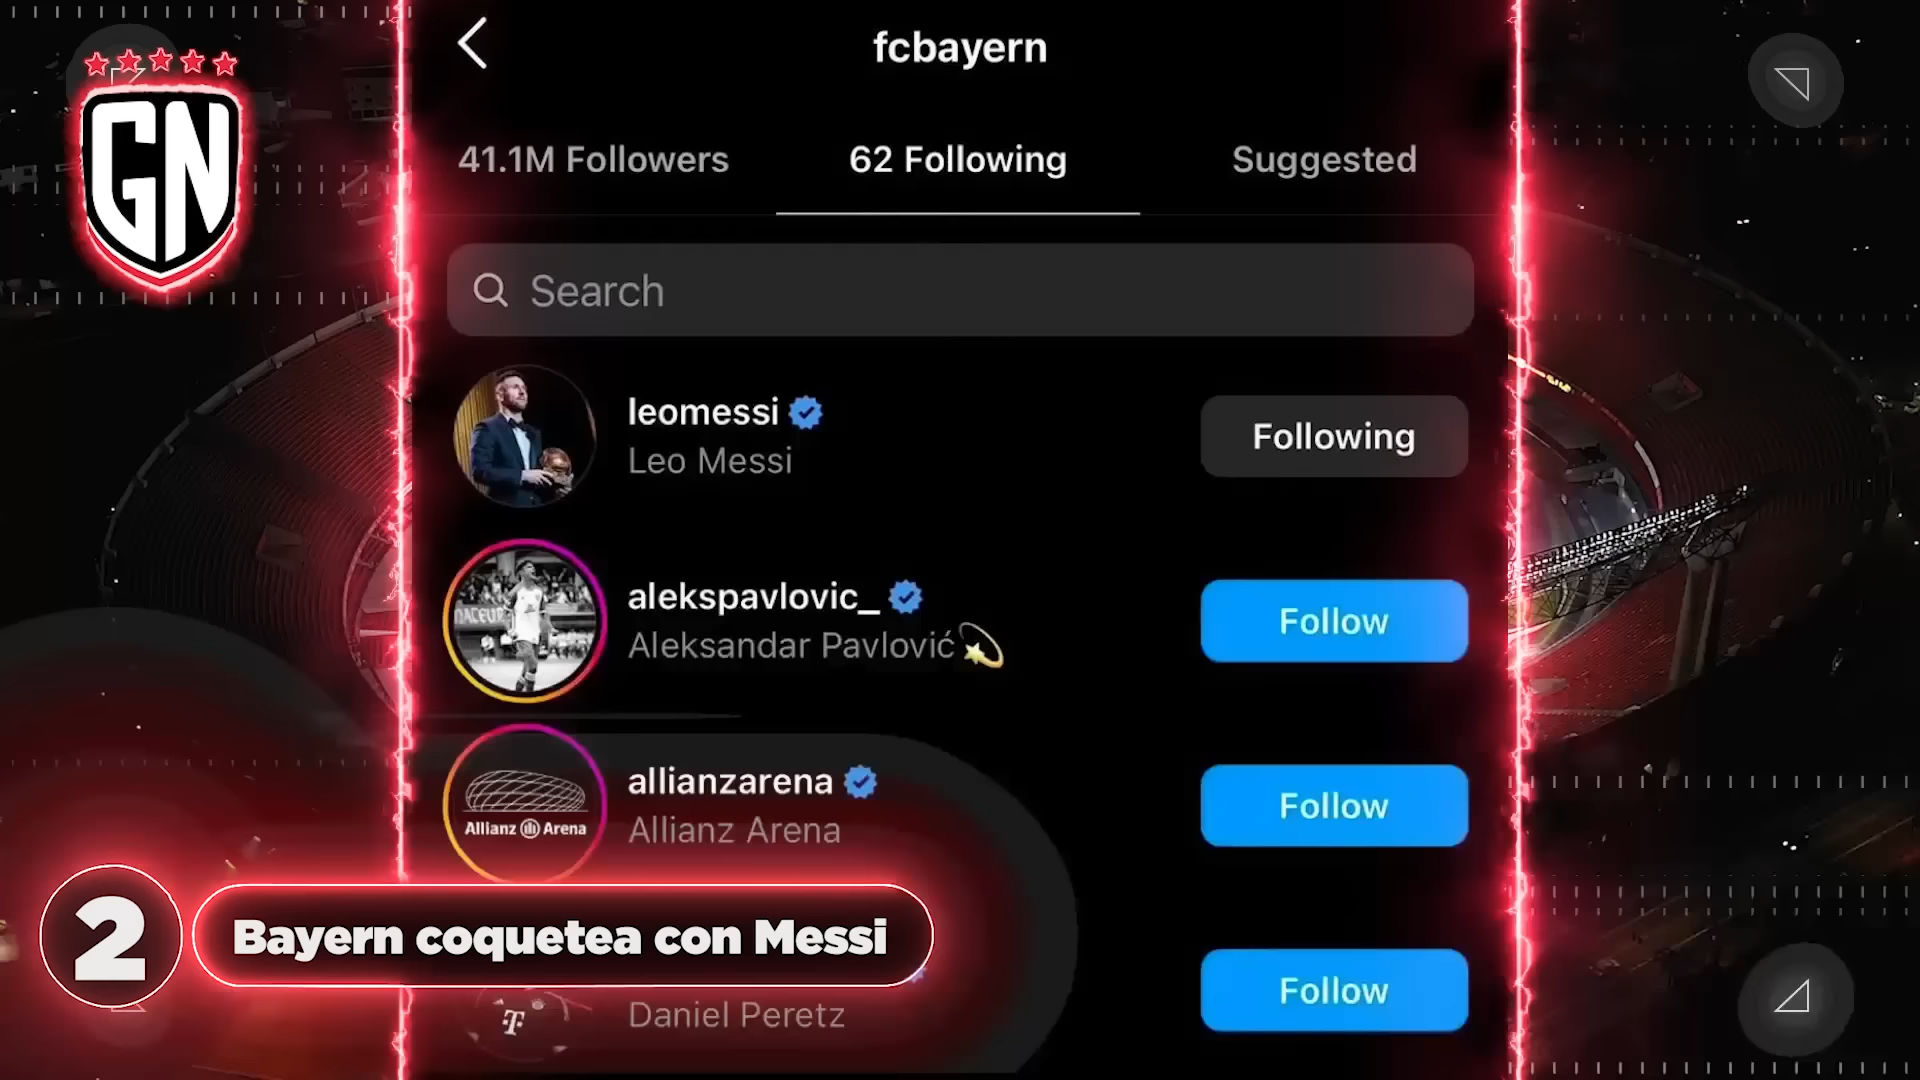 GN
fcbayern
41.1M Followers
62 Following
Suggested
Search
leomessi
Leo Messi
Following
alekspavlovic_
Aleksandar Pavlović
Follow
allianzarena
Allianz Arena
Follow
Allianz Arena
2
Bayern coquetea con Messi
T
Daniel Peretz
Follow